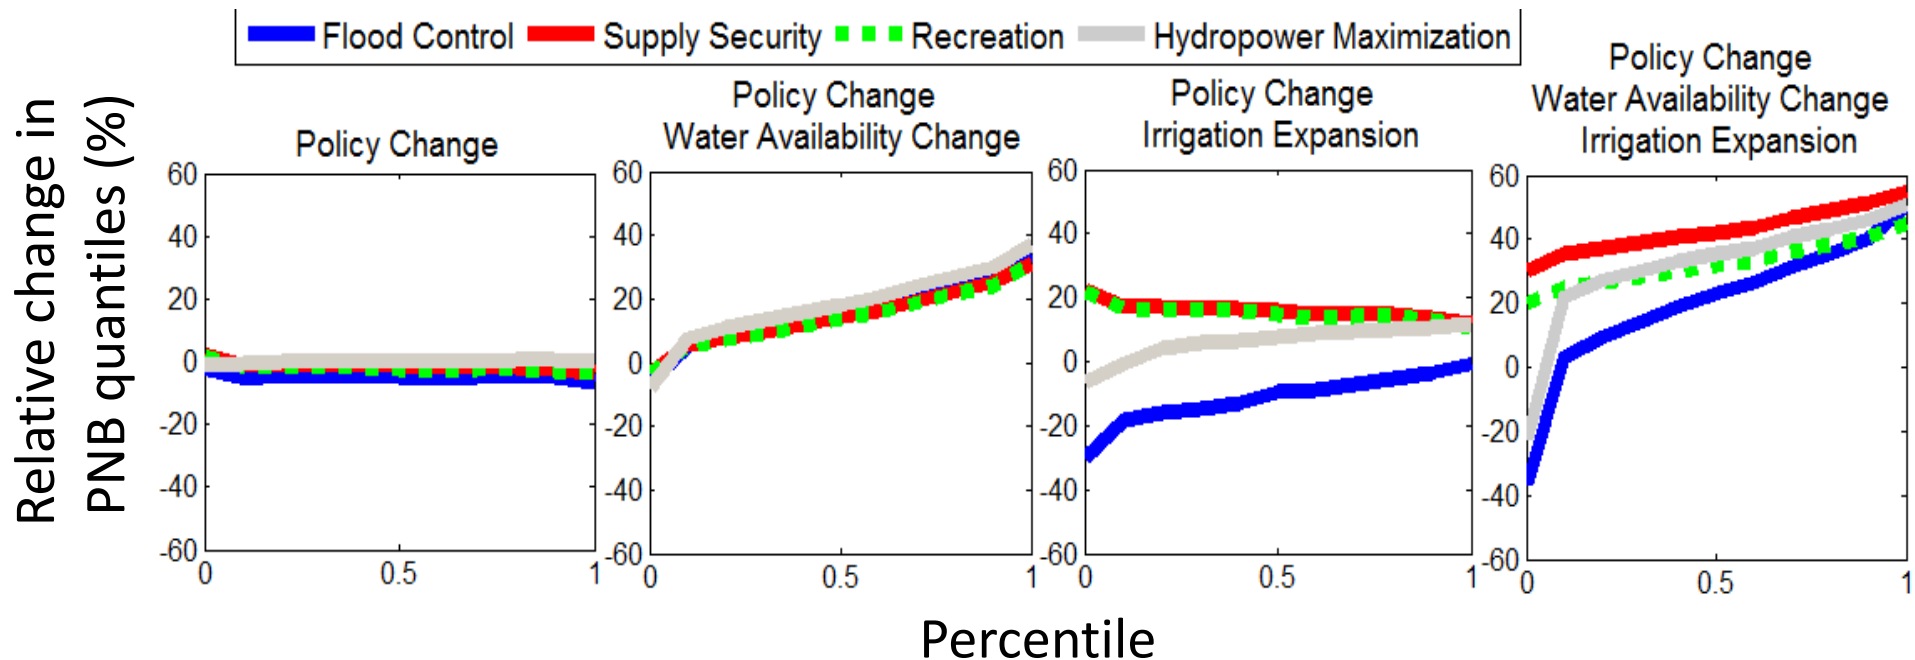 Flood Control Supply Security Recreation Hydropower Maximization
Relative change in
PNB quantiles (%)
Policy Change
60
40
20
0
-20
-40
-60
0 0.5 1
Policy Change
Water Availability Change
60
40
20
0
-20
-40
-60
0 0.5 1
Policy Change
Irrigation Expansion
60
40
20
0
-20
-40
-60
0 0.5 1
Policy Change
Water Availability Change
Irrigation Expansion
60
40
20
0
-20
-40
-60
0 0.5 1
Percentile